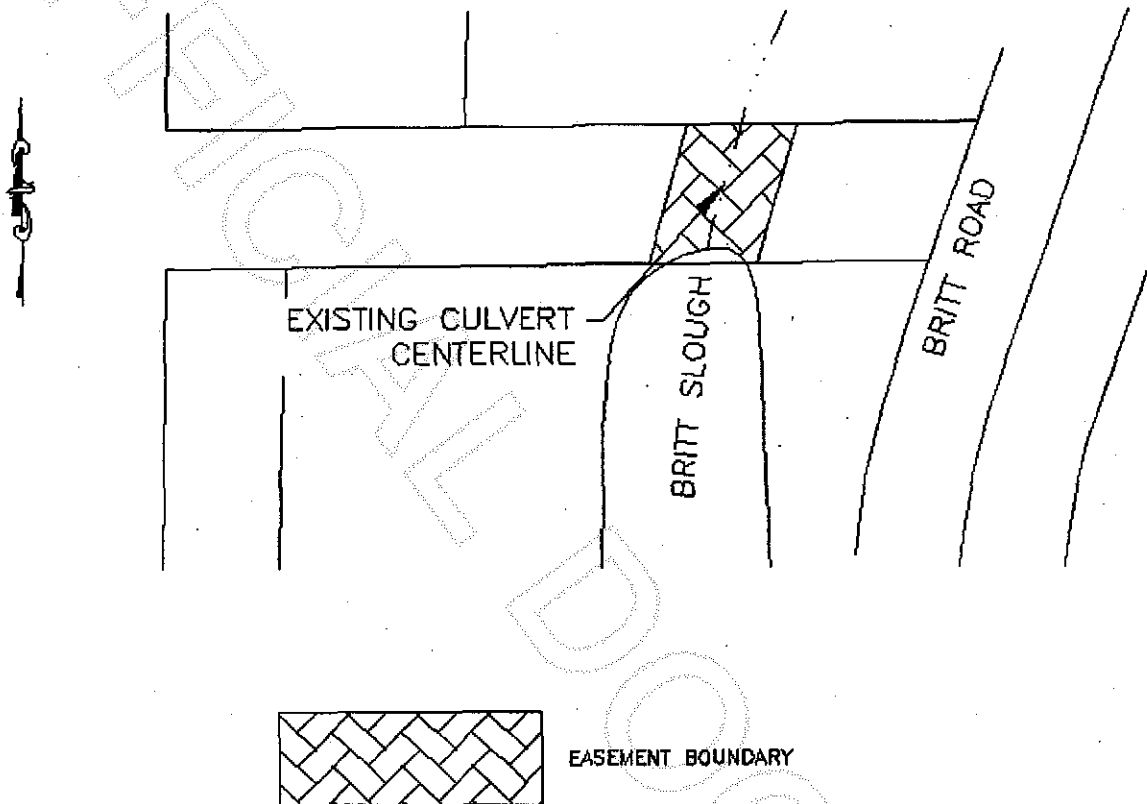 EXISTING CULVERT
CENTERLINE
BRITT SLOUGH
BRITT ROAD
EASEMENT BOUNDARY